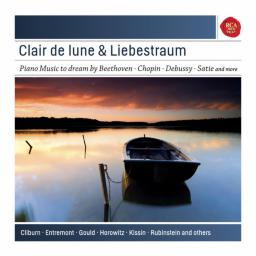 RCA
Clair de lune & Liebestraum
Piano Music to dream by Beethoven · Chopin · Debussy · Satie and more
Cliburn · Entremont · Gould · Horowitz · Kissin · Rubinstein and others